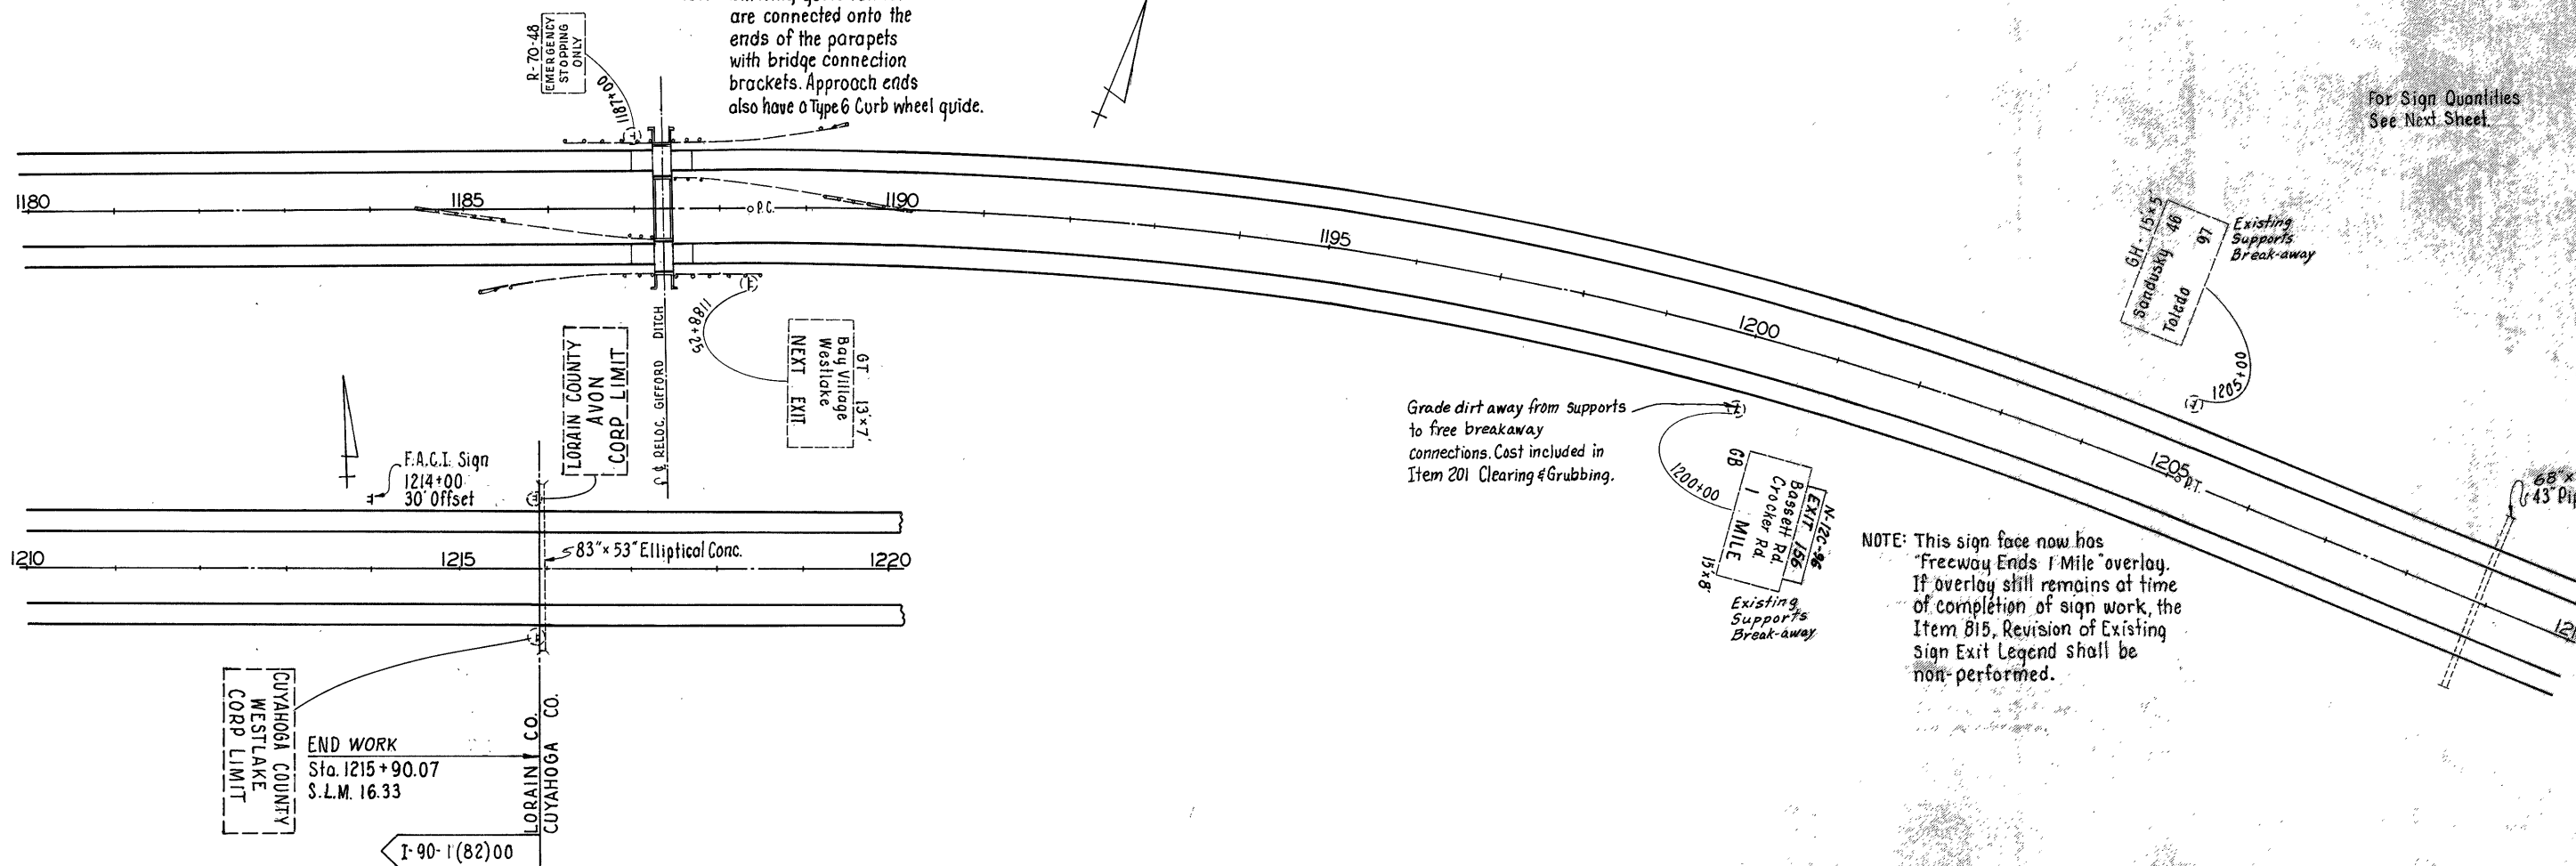 are connected onto the
ends of the parapets
with bridge connection
brackets. Approach ends
also have a Type 6 Curb wheel guide.
R-70-48
EMERGENCY
STOPPING
ONLY
1187+00
For Sign Quantities
See Next Sheet.
1180
1185
P.C.
1190
1195
1200
1205
P.T.
GH - 15'x5'
Sandusky 46
Toledo 97
Existing
Supports
Break-away
1205+00
68"x
43" Pip
1188+25
GT 13'x7'
Bay Village
Westlake
NEXT EXIT
LORAIN COUNTY
AVON
CORP LIMIT
℄ RELOC. GIFFORD DITCH
Grade dirt away from supports
to free breakaway
connections. Cost included in
Item 201 Clearing & Grubbing.
1200+00
N-12C-96
EXIT 156
GB
Bassett Rd.
Crocker Rd.
1 MILE
15'x8'
Existing
Supports
Break-away
NOTE: This sign face now has
"Freeway Ends 1 Mile" overlay.
If overlay still remains at time
of completion of sign work, the
Item 815, Revision of Existing
Sign Exit Legend shall be
non-performed.
F.A.C.I. Sign
1214+00
30' Offset
1210
1215
83" x 53" Elliptical Conc.
1220
CUYAHOGA COUNTY
WESTLAKE
CORP LIMIT
END WORK
Sta. 1215+90.07
S.L.M. 16.33
LORAIN CO.
CUYAHOGA CO.
I-90-1(82)00